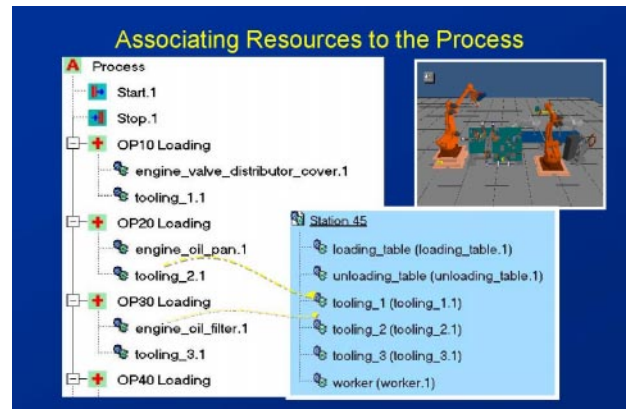 Associating Resources to the Process
A Process
Start.1
Stop.1
OP10 Loading
engine_valve_distributor_cover.1
tooling_1.1
OP20 Loading
engine_oil_pan.1
tooling_2.1
OP30 Loading
engine_oil_filter.1
tooling_3.1
OP40 Loading
Station 45
loading_table (loading_table.1)
unloading_table (unloading_table.1)
tooling_1 (tooling_1.1)
tooling_2 (tooling_2.1)
tooling_3 (tooling_3.1)
worker (worker.1)